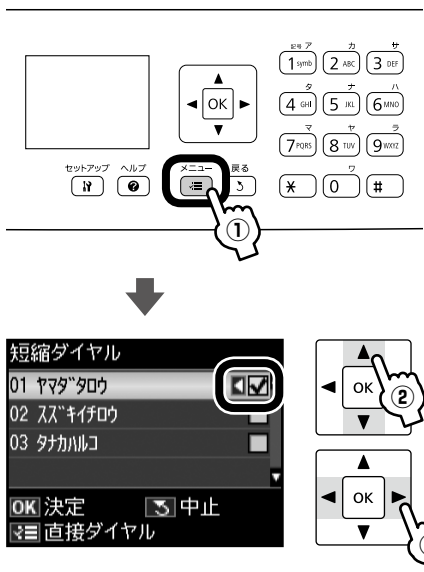 記号 ア カ サ
1 symb 2 ABC 3 DEF
タ ナ ハ
4 GHI 5 JKL 6 MNO
マ ヤ ラ
7 PQRS 8 TUV 9 WXYZ
ワ
* 0 #
OK
セットアップ ヘルプ メニュー 戻る
①
短縮ダイヤル
01 ヤマダ゛タロウ
02 スズ゛キイチロウ
03 タナカハルコ
OK 決定 中止
直接ダイヤル
OK
②
OK